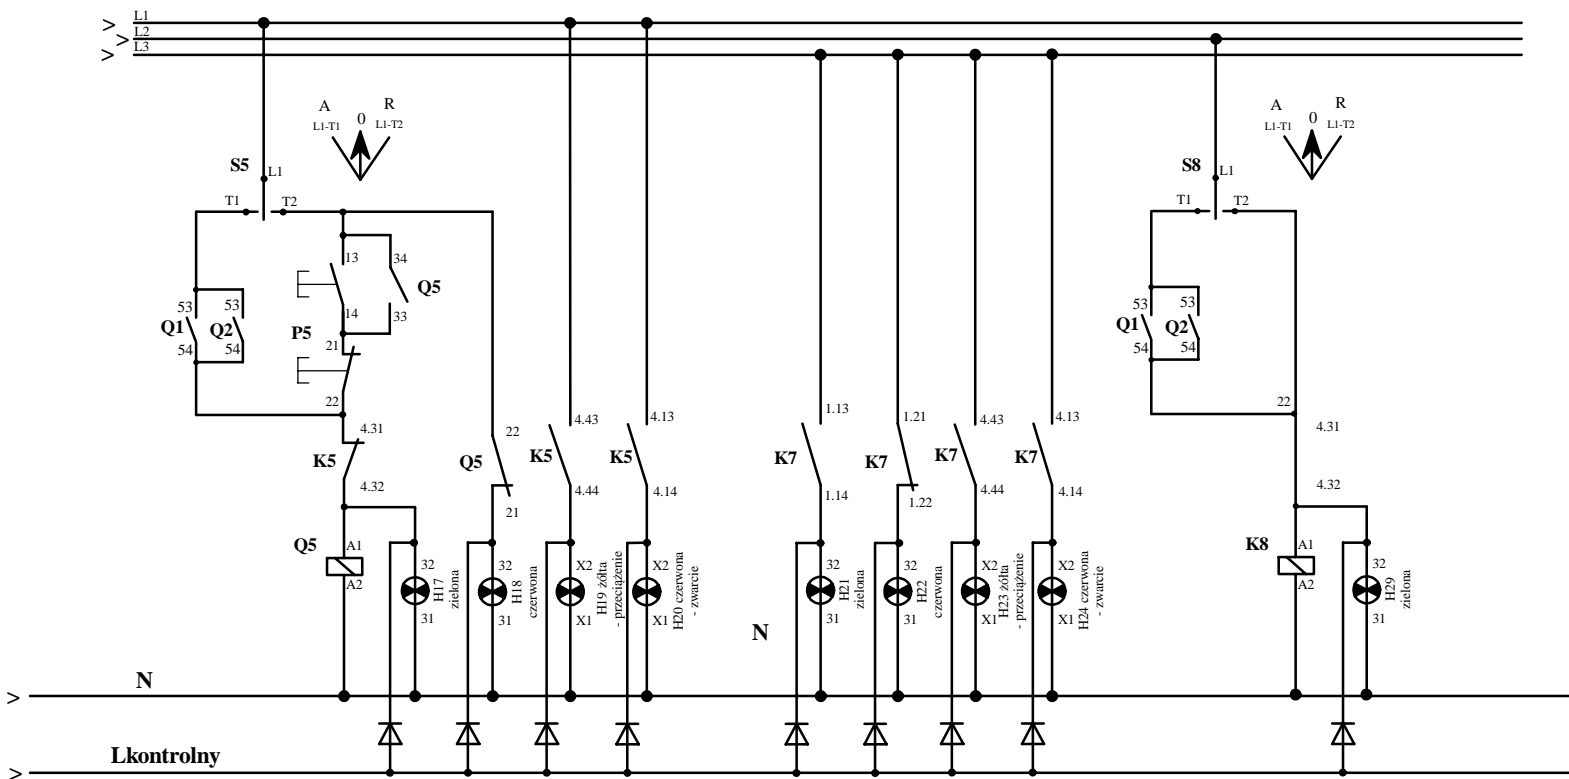 L1
L2
L3
A
0
R
L1-T1
L1-T2
S5
L1
T1
T2
53
53
Q1
Q2
54
54
13
34
Q5
14
33
P5
21
22
4.31
K5
4.32
Q5
A1
A2
32
H17
zielona
31
22
Q5
21
32
H18
czerwona
31
4.43
K5
4.44
X2
H19 żółta
- przeciążenie
X1
4.13
K5
4.14
X2
H20 czerwona
- zwarcie
X1
1.13
K7
1.14
32
H21
zielona
31
1.21
K7
1.22
32
H22
czerwona
31
4.43
K7
4.44
X2
H23 żółta
- przeciążenie
X1
4.13
K7
4.14
X2
H24 czerwona
- zwarcie
X1
A
0
R
L1-T1
L1-T2
S8
L1
T1
T2
53
53
Q1
Q2
54
54
22
4.31
4.32
K8
A1
A2
32
H29
zielona
31
N
N
Lkontrolny